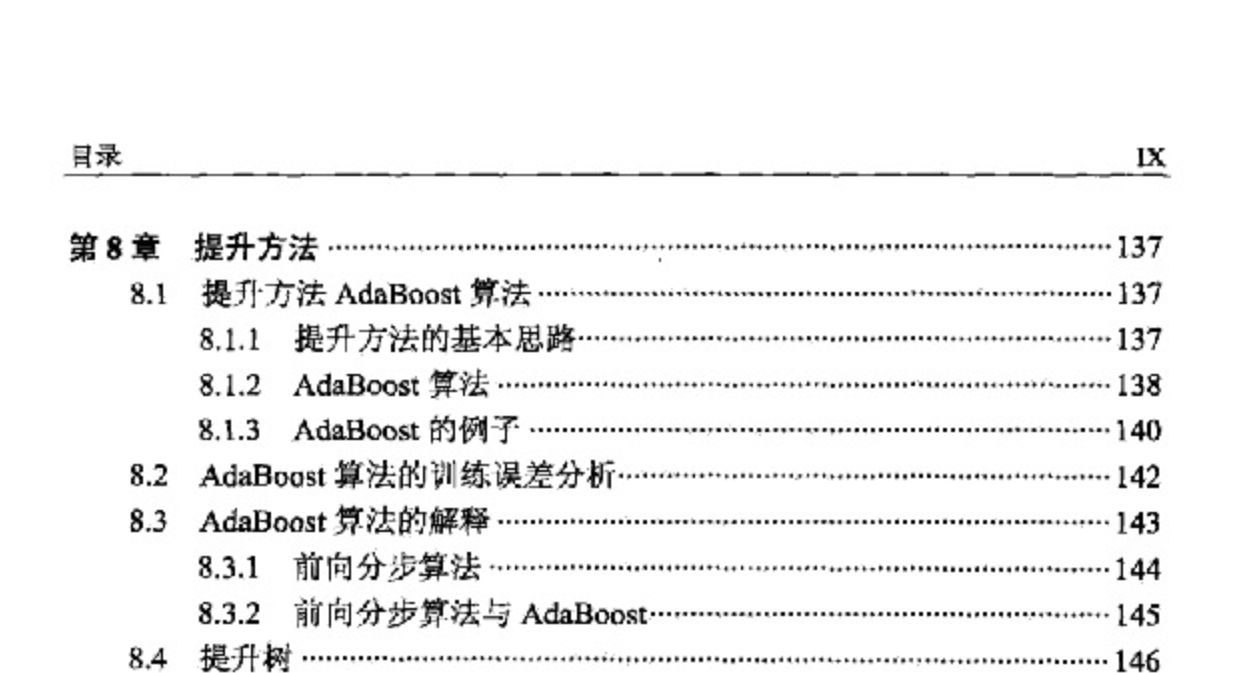 目录 IX
第 8 章 提升方法 137
8.1 提升方法 AdaBoost 算法 137
8.1.1 提升方法的基本思路 137
8.1.2 AdaBoost 算法 138
8.1.3 AdaBoost 的例子 140
8.2 AdaBoost 算法的训练误差分析 142
8.3 AdaBoost 算法的解释 143
8.3.1 前向分步算法 144
8.3.2 前向分步算法与 AdaBoost 145
8.4 提升树 146